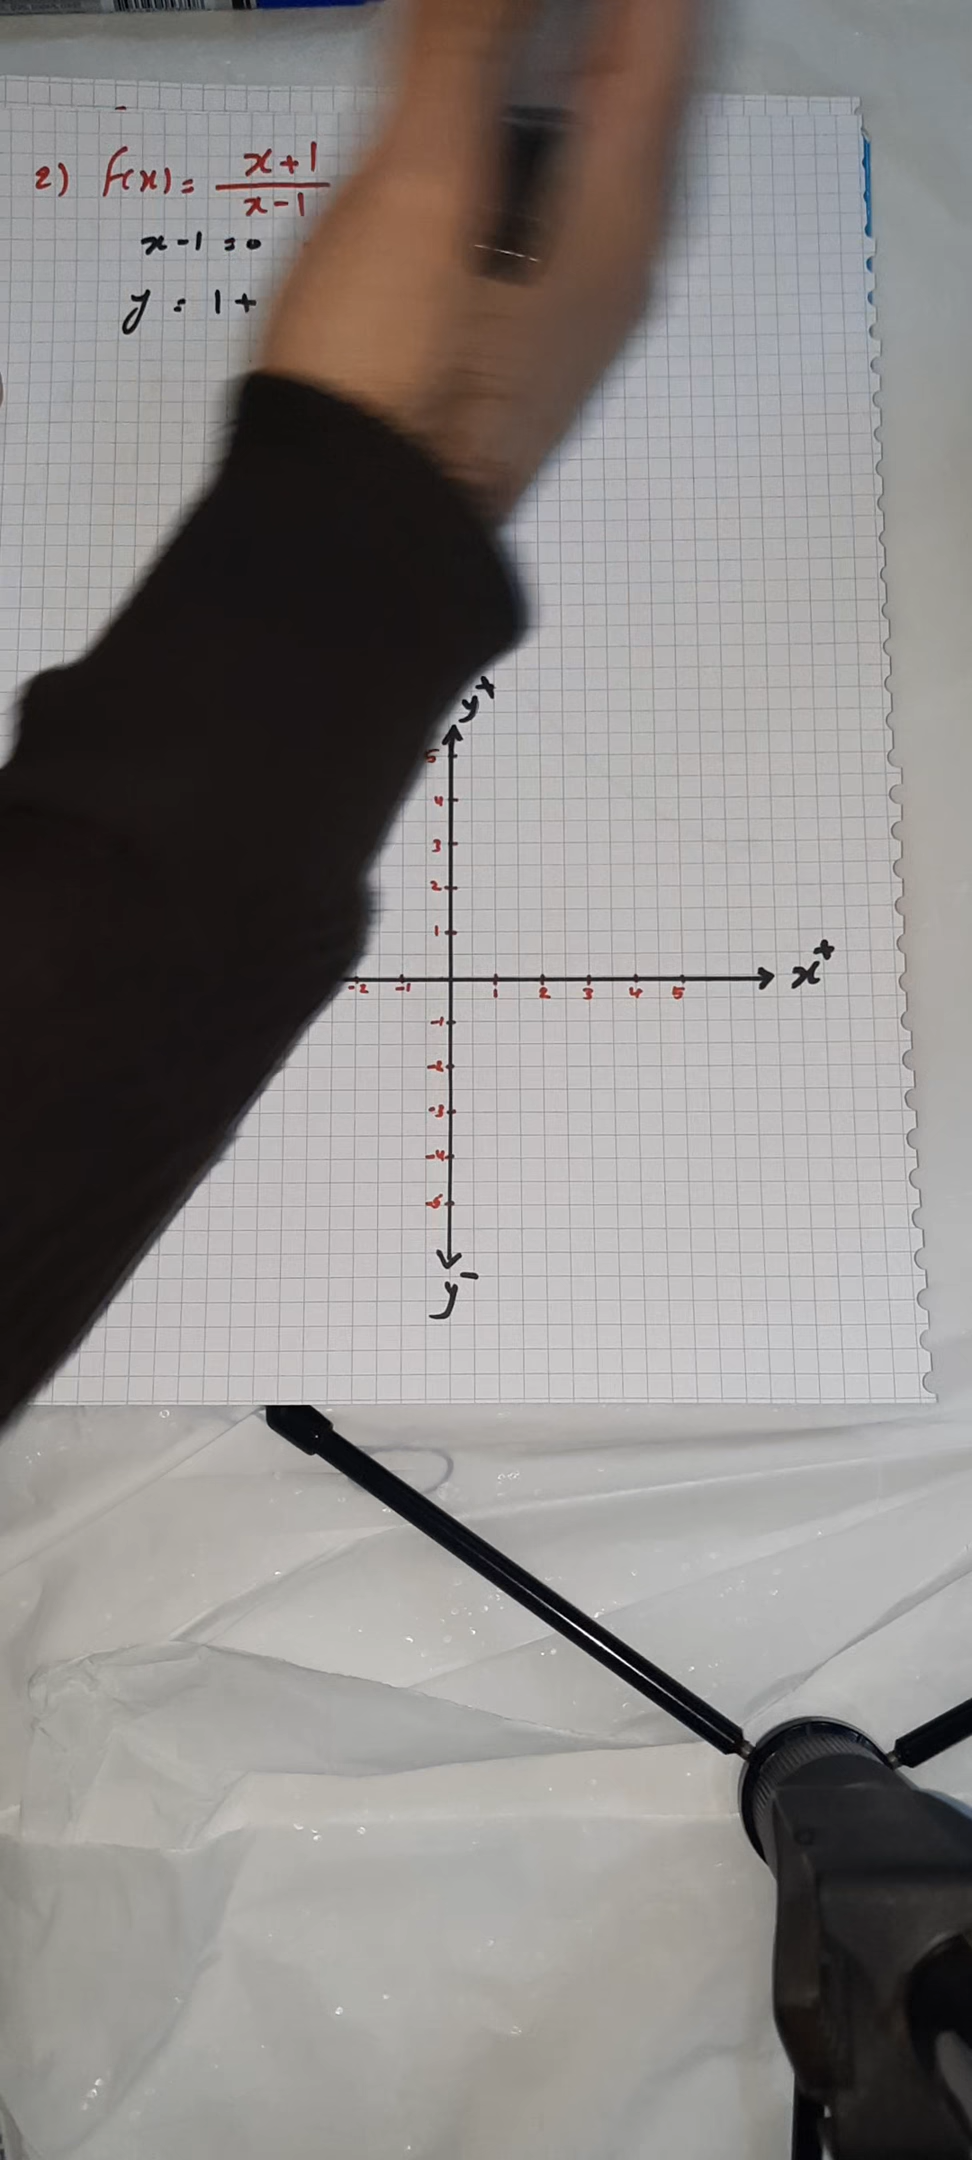 2) f(x) = x+1 / x-1
x-1 = 0
y = 1 +
y+
5
4
3
2
1
-2 -1 1 2 3 4 5 x+
-1
-2
-3
-4
-5
y-